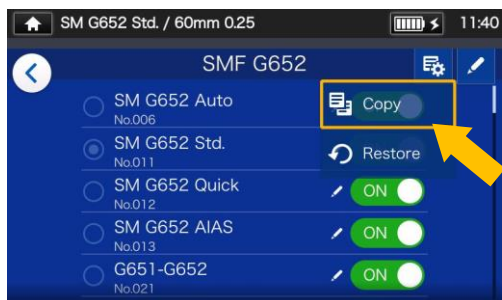 SM G652 Std. / 60mm 0.25 11:40
SMF G652
SM G652 Auto
No.006
Copy
SM G652 Std.
No.011
Restore
SM G652 Quick
No.012
ON
SM G652 AIAS
No.013
ON
G651-G652
No.021
ON